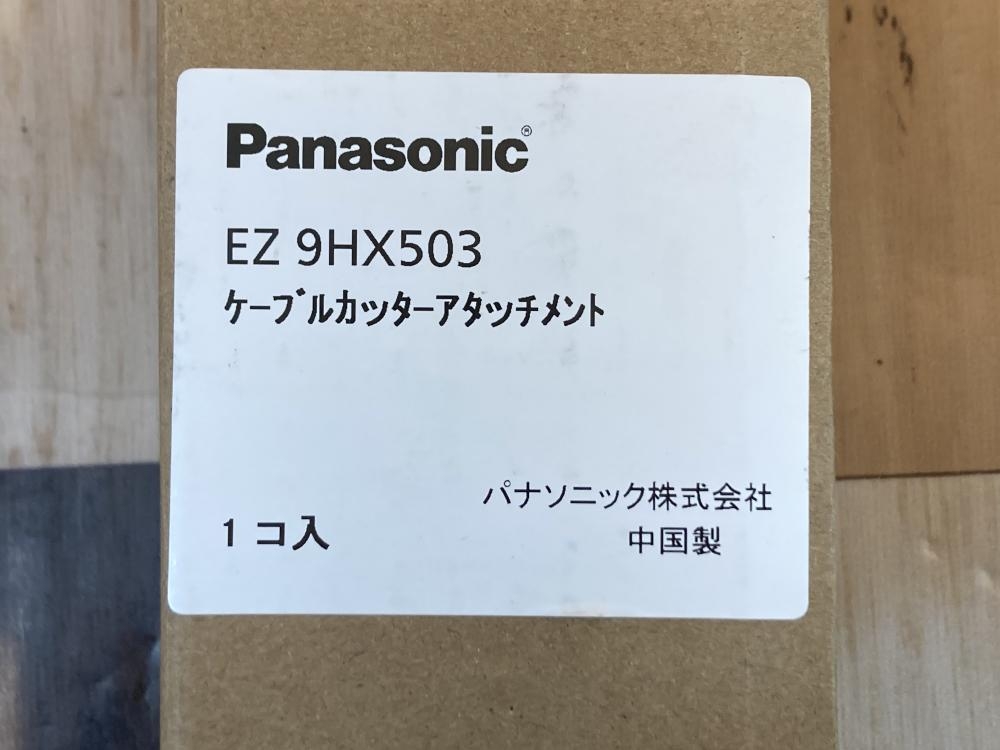 Panasonic®
EZ 9HX503
ケーブルカッターアタッチメント
パナソニック株式会社
1コ入
中国製